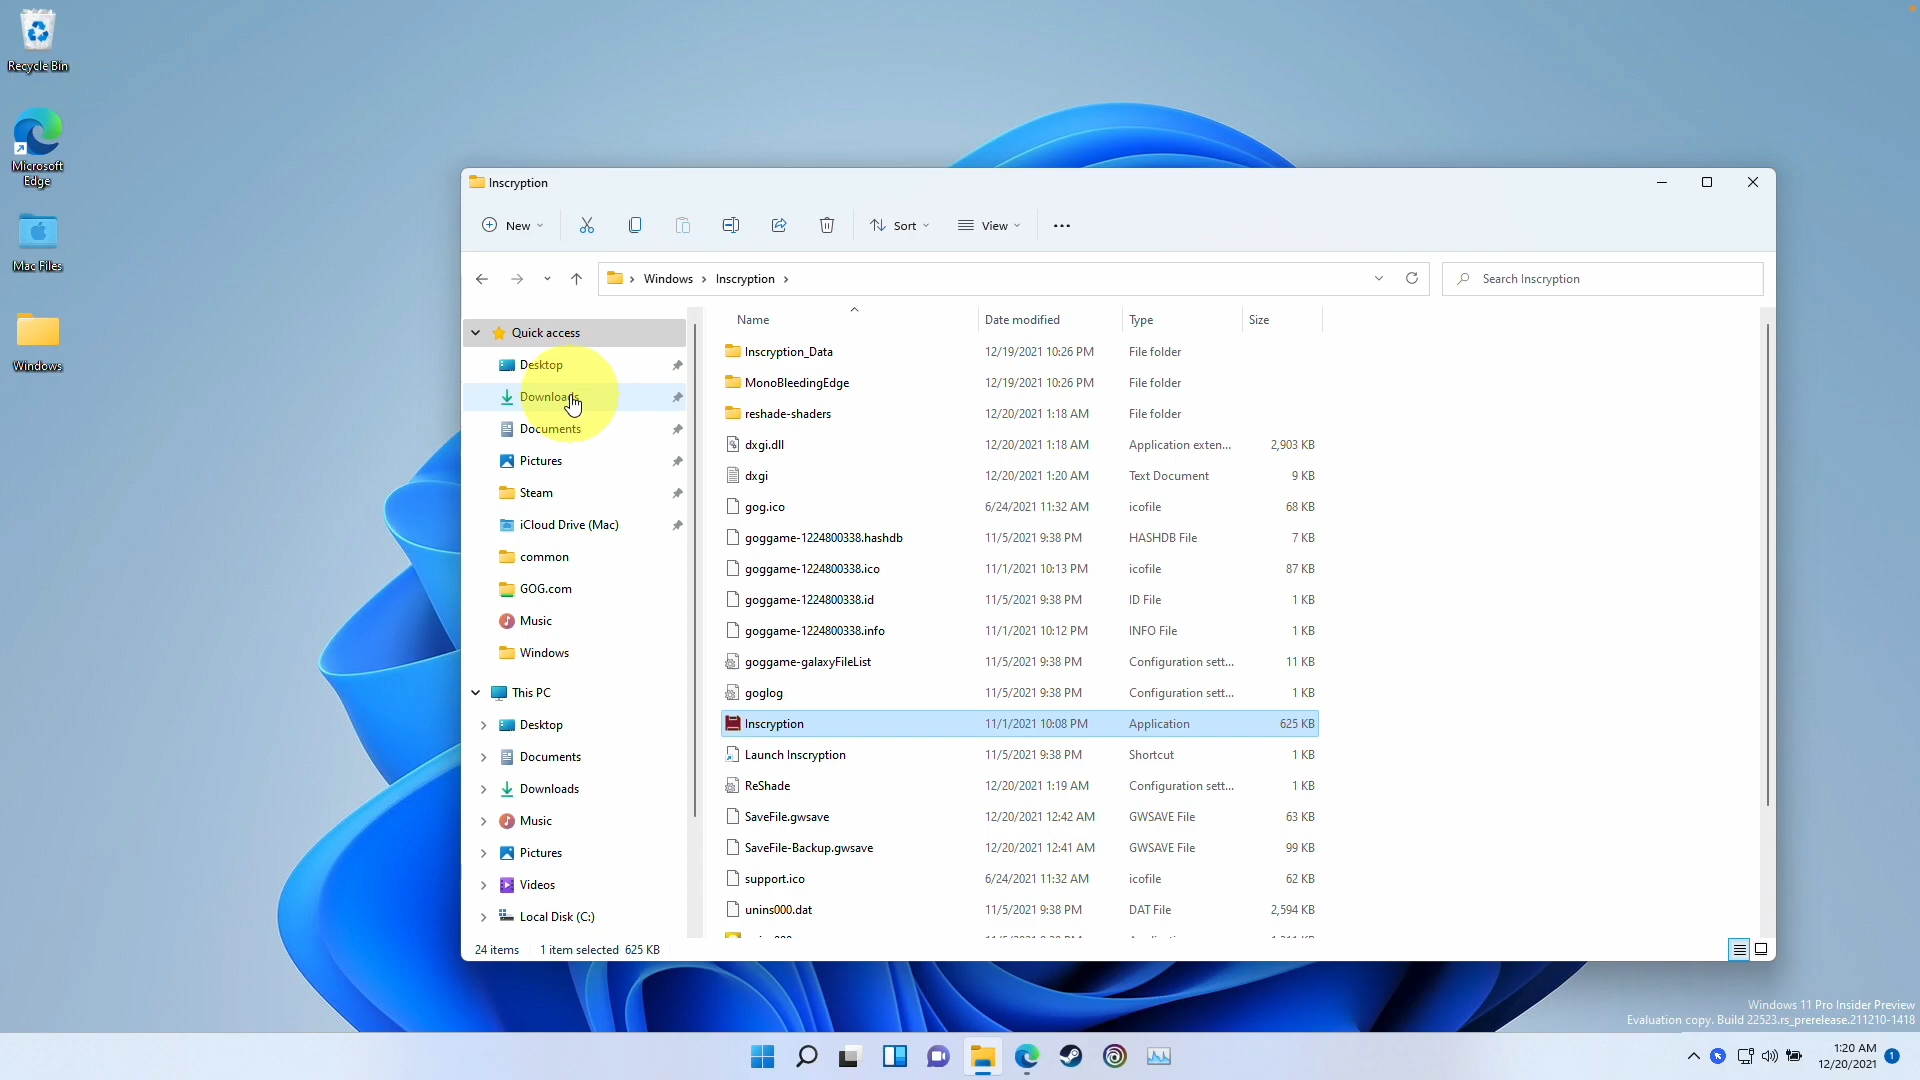 Recycle Bin
Microsoft
Edge
Mac Files
Windows
Inscryption
New
Sort
View
Windows
Inscryption
Search Inscryption
Quick access
Desktop
Downloads
Documents
Pictures
Steam
iCloud Drive (Mac)
common
GOG.com
Music
Windows
This PC
Desktop
Documents
Downloads
Music
Pictures
Videos
Local Disk (C:)
Name Date modified Type Size
Inscryption_Data 12/19/2021 10:26 PM File folder
MonoBleedingEdge 12/19/2021 10:26 PM File folder
reshade-shaders 12/20/2021 1:18 AM File folder
dxgi.dll 12/20/2021 1:18 AM Application exten... 2,903 KB
dxgi 12/20/2021 1:20 AM Text Document 9 KB
gog.ico 6/24/2021 11:32 AM icofile 68 KB
goggame-1224800338.hashdb 11/5/2021 9:38 PM HASHDB File 7 KB
goggame-1224800338.ico 11/1/2021 10:13 PM icofile 87 KB
goggame-1224800338.id 11/5/2021 9:38 PM ID File 1 KB
goggame-1224800338.info 11/1/2021 10:12 PM INFO File 1 KB
goggame-galaxyFileList 11/5/2021 9:38 PM Configuration sett... 11 KB
goglog 11/5/2021 9:38 PM Configuration sett... 1 KB
Inscryption 11/1/2021 10:08 PM Application 625 KB
Launch Inscryption 11/5/2021 9:38 PM Shortcut 1 KB
ReShade 12/20/2021 1:19 AM Configuration sett... 1 KB
SaveFile.gwsave 12/20/2021 12:42 AM GWSAVE File 63 KB
SaveFile-Backup.gwsave 12/20/2021 12:41 AM GWSAVE File 99 KB
support.ico 6/24/2021 11:32 AM icofile 62 KB
unins000.dat 11/5/2021 9:38 PM DAT File 2,594 KB
24 items 1 item selected 625 KB
Windows 11 Pro Insider Preview
Evaluation copy. Build 22523.rs_prerelease.211210-1418
1:20 AM
12/20/2021
1